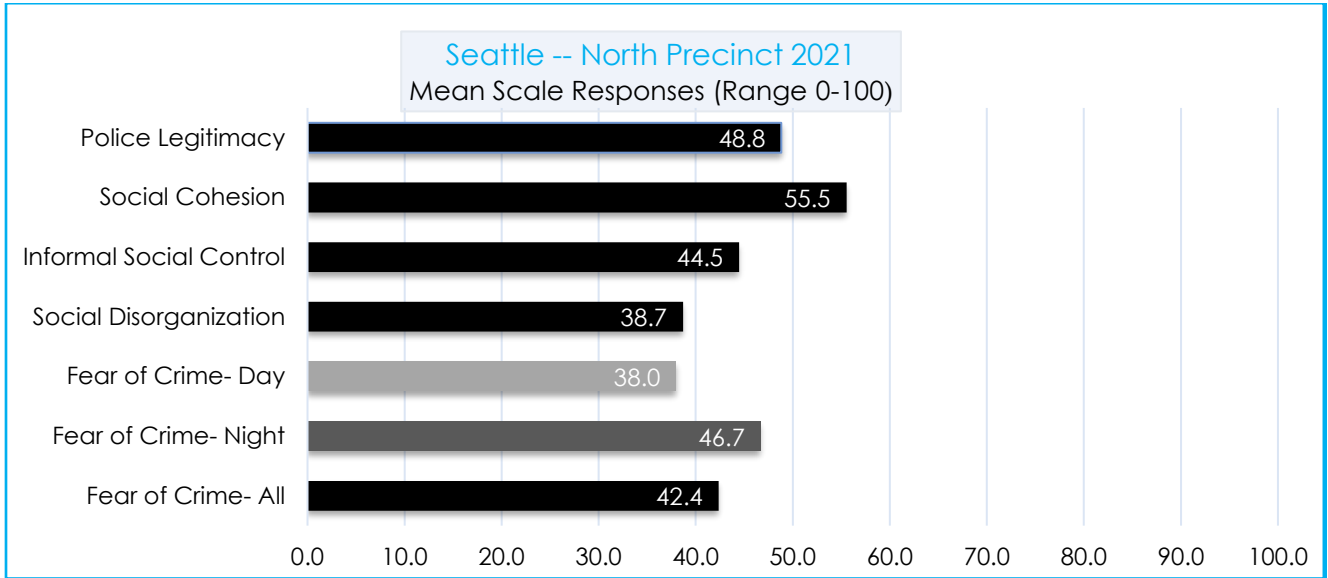 Seattle -- North Precinct 2021
Mean Scale Responses (Range 0-100)
Police Legitimacy 48.8
Social Cohesion 55.5
Informal Social Control 44.5
Social Disorganization 38.7
Fear of Crime- Day 38.0
Fear of Crime- Night 46.7
Fear of Crime- All 42.4
0.0 10.0 20.0 30.0 40.0 50.0 60.0 70.0 80.0 90.0 100.0